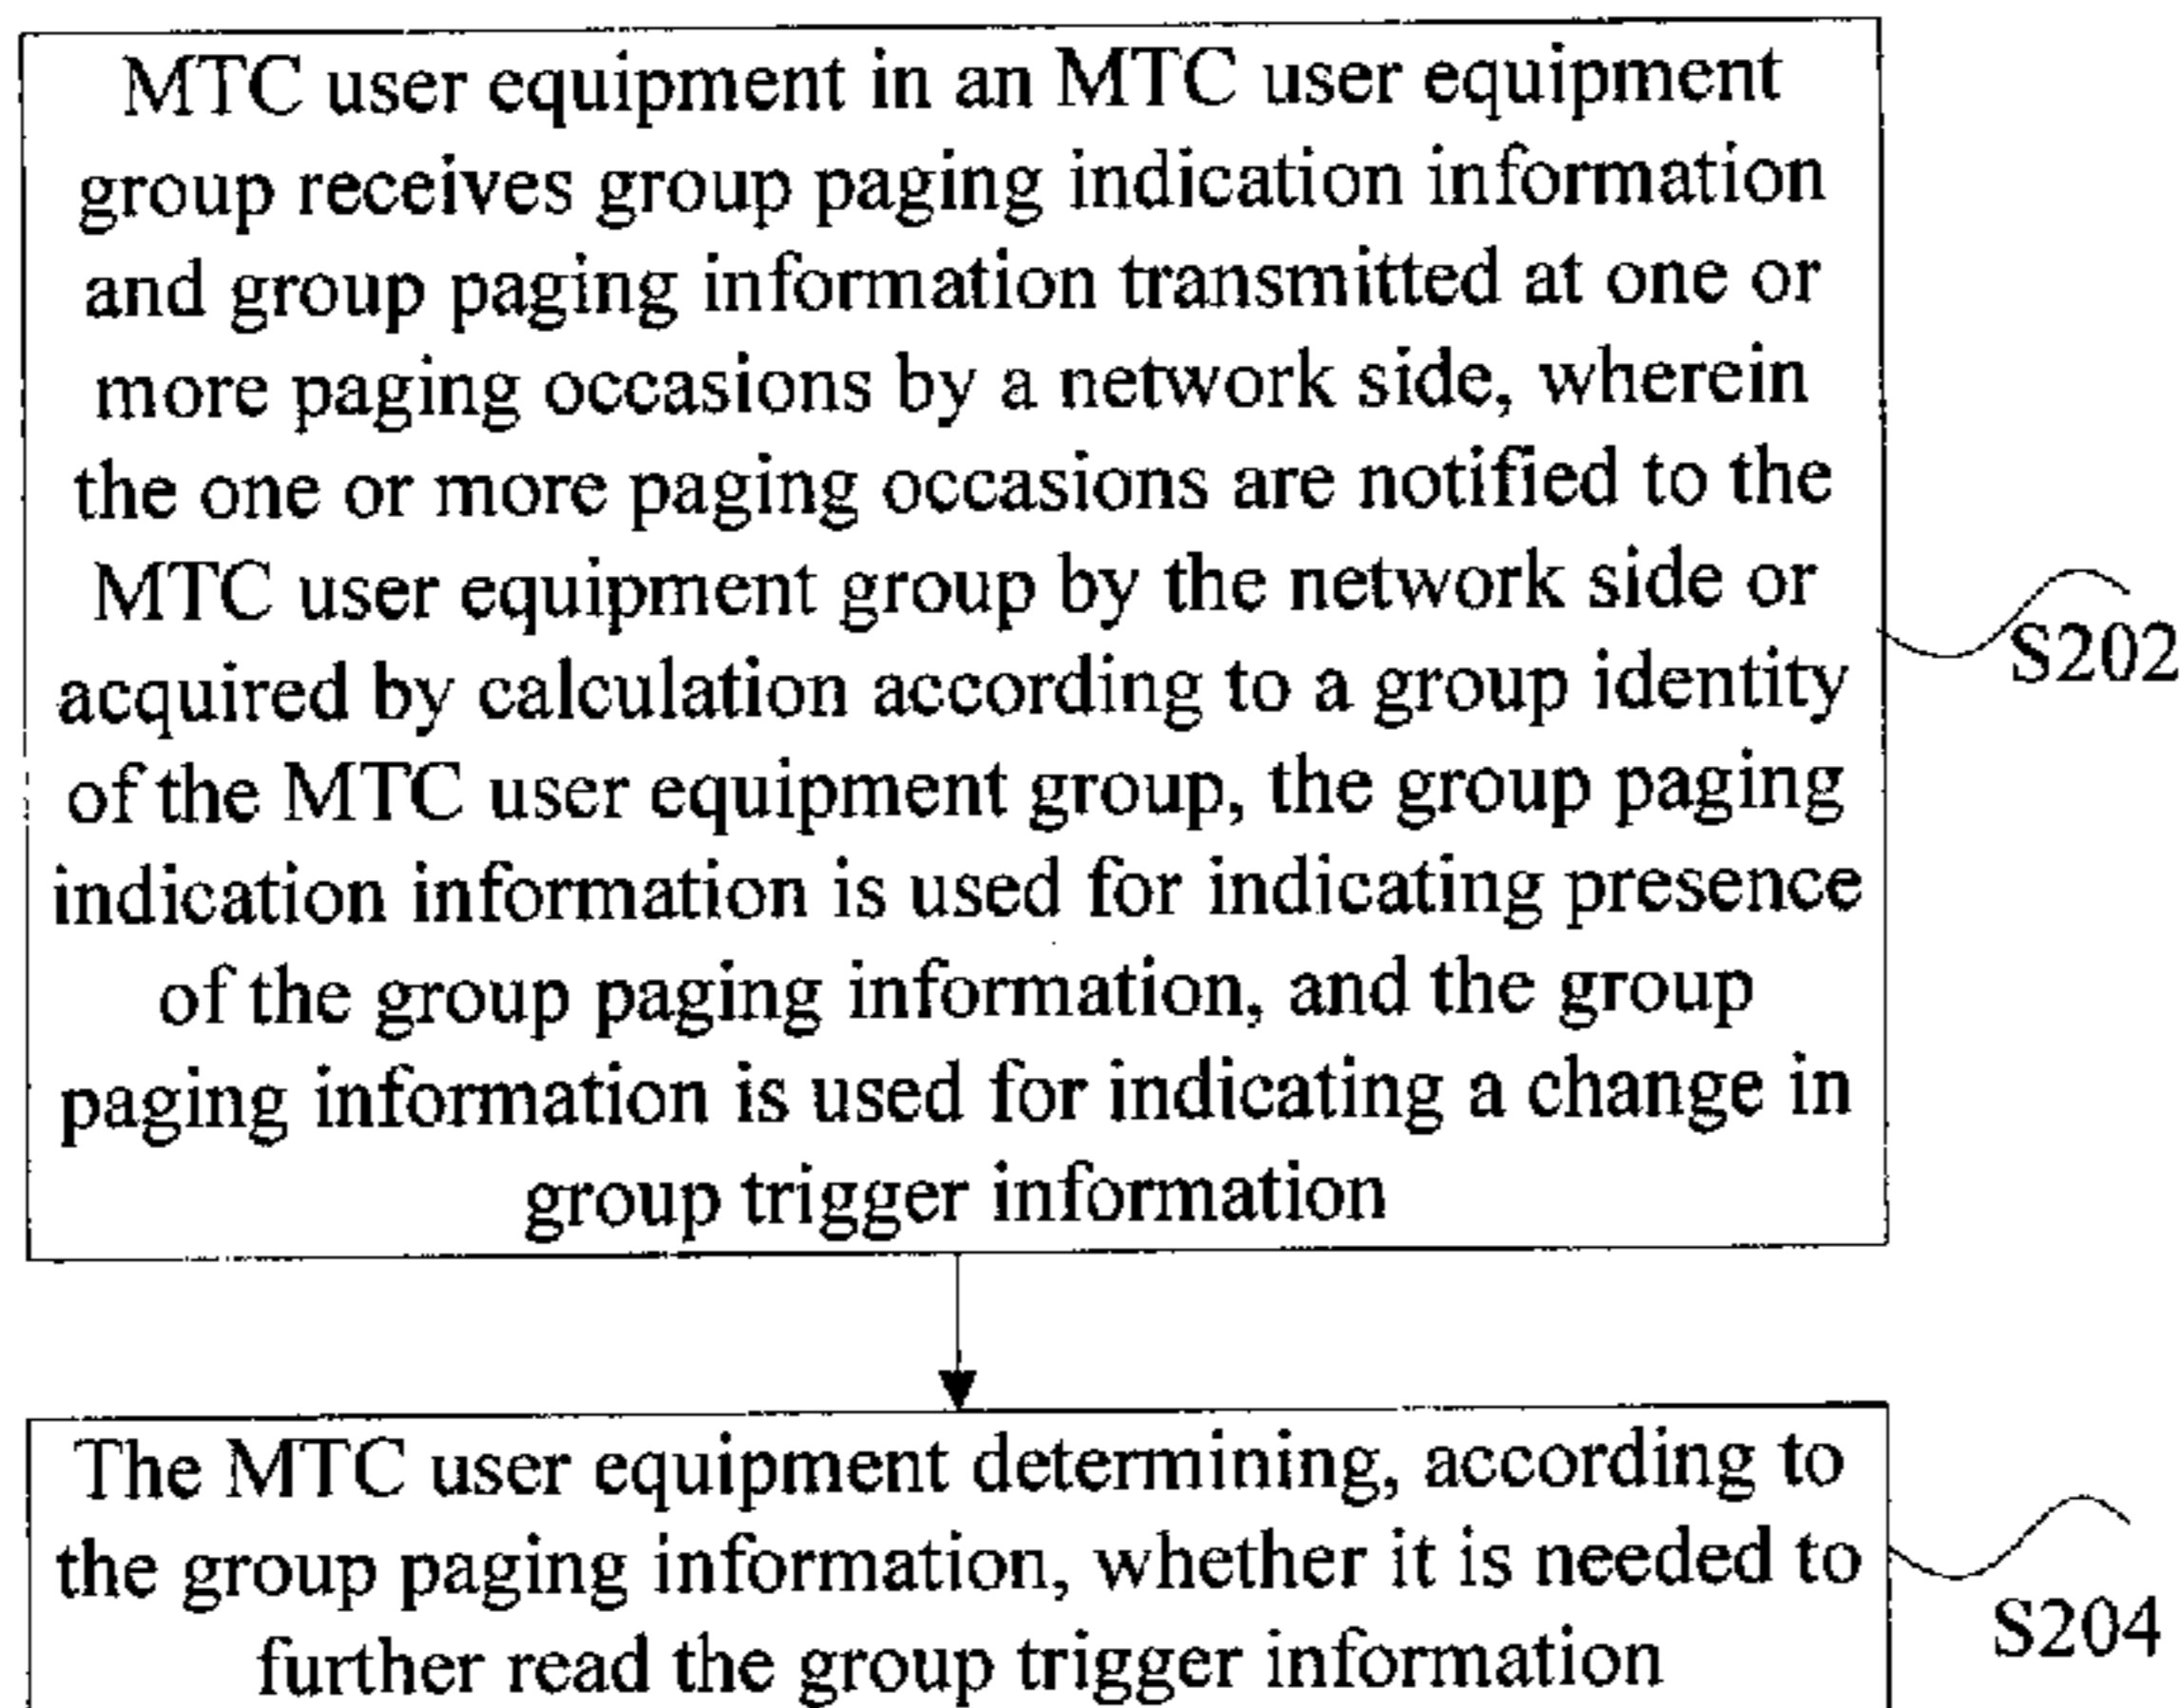 MTC user equipment in an MTC user equipment
group receives group paging indication information
and group paging information transmitted at one or
more paging occasions by a network side, wherein
the one or more paging occasions are notified to the
MTC user equipment group by the network side or
acquired by calculation according to a group identity
of the MTC user equipment group, the group paging
indication information is used for indicating presence
of the group paging information, and the group
paging information is used for indicating a change in
group trigger information
S202
The MTC user equipment determining, according to
the group paging information, whether it is needed to
further read the group trigger information
S204